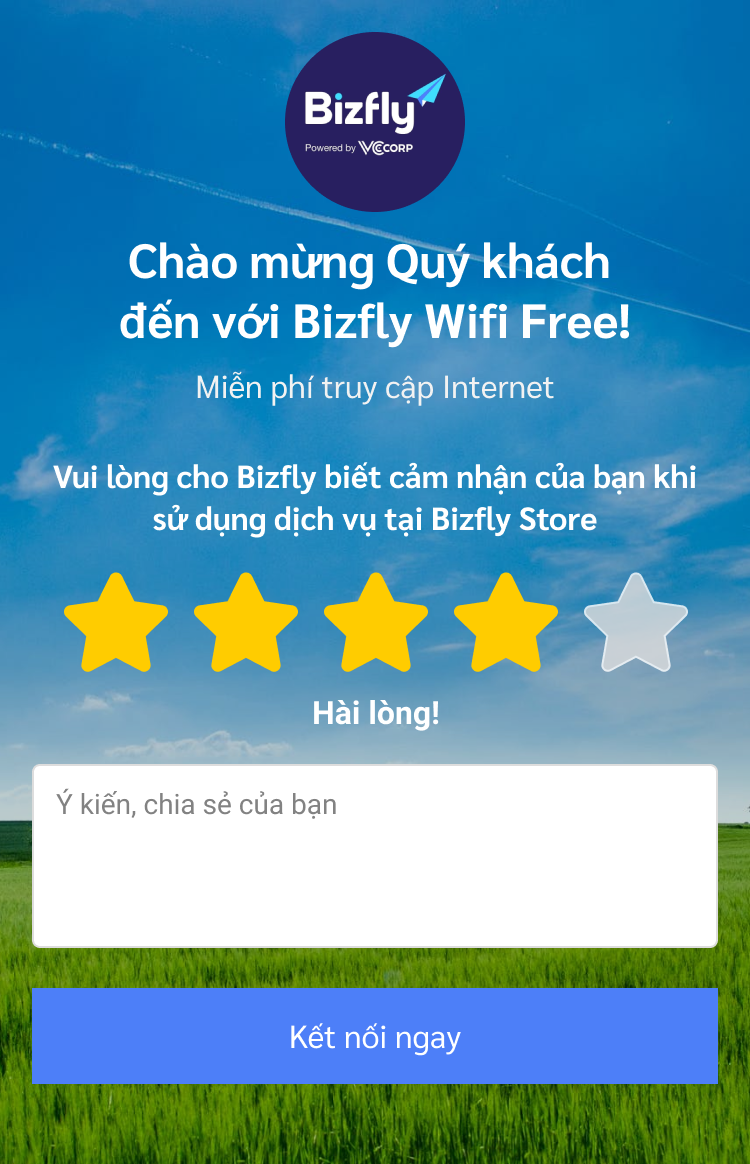 Bizfly
Powered by VCCORP
Chào mừng Quý khách
đến với Bizfly Wifi Free!
Miễn phí truy cập Internet
Vui lòng cho Bizfly biết cảm nhận của bạn khi
sử dụng dịch vụ tại Bizfly Store
Hài lòng!
Ý kiến, chia sẻ của bạn
Kết nối ngay